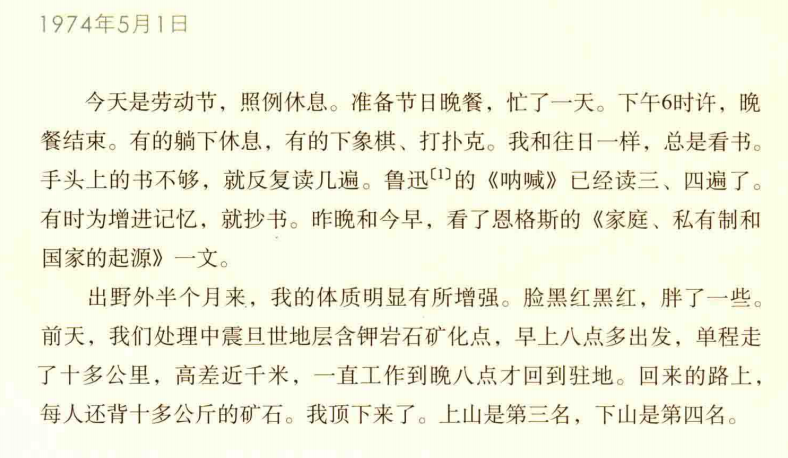 1974年5月1日
今天是劳动节，照例休息。准备节日晚餐，忙了一天。下午6时许，晚
餐结束。有的躺下休息，有的下象棋、打扑克。我和往日一样，总是看书。
手头上的书不够，就反复读几遍。鲁迅〔1〕的《呐喊》已经读三、四遍了。
有时为增进记忆，就抄书。昨晚和今早，看了恩格斯的《家庭、私有制和
国家的起源》一文。
出野外半个月来，我的体质明显有所增强。脸黑红黑红，胖了一些。
前天，我们处理中震旦世地层含钾岩石矿化点，早上八点多出发，单程走
了十多公里，高差近千米，一直工作到晚八点才回到驻地。回来的路上，
每人还背十多公斤的矿石。我顶下来了。上山是第三名，下山是第四名。